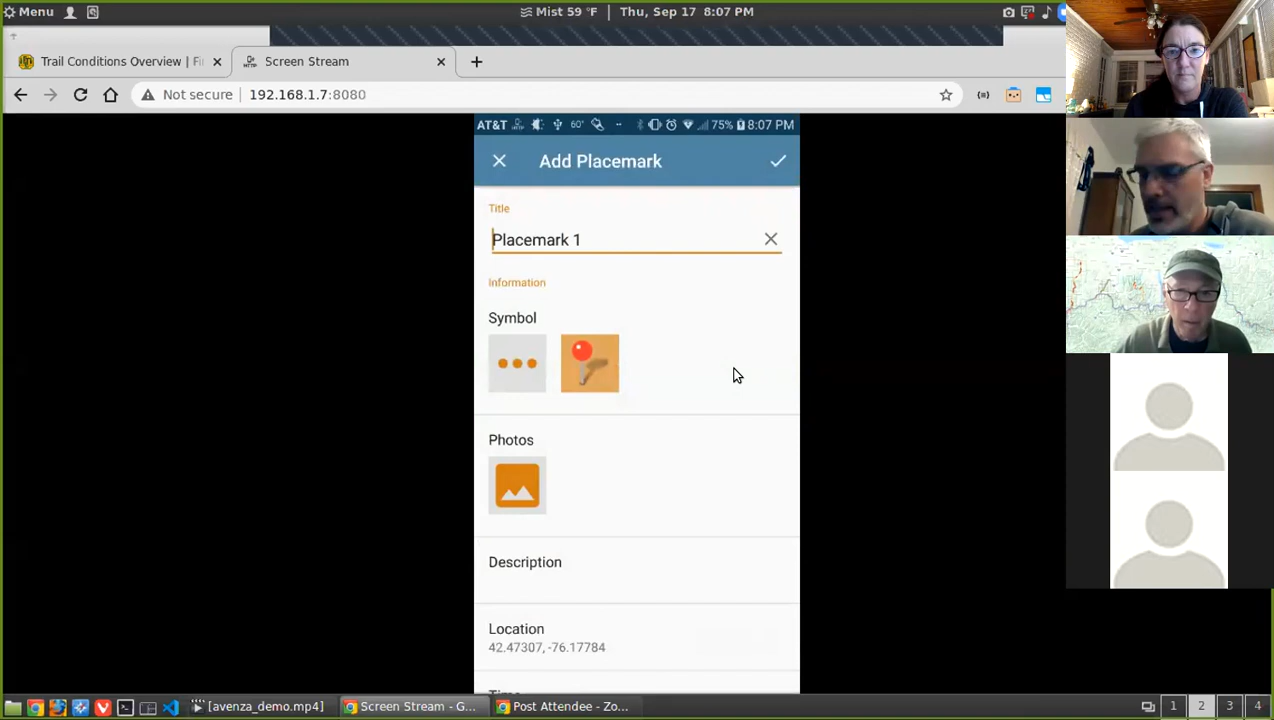 Menu
Mist 59 °F
Thu, Sep 17 8:07 PM
Trail Conditions Overview | Fi
Screen Stream
Not secure
192.168.1.7:8080
AT&T
60°
75%
8:07 PM
Add Placemark
Title
Placemark 1
Information
Symbol
Photos
Description
Location
42.47307, -76.17784
Time
[avenza_demo.mp4]
Screen Stream - G...
Post Attendee - Zo...
1
2
3
4